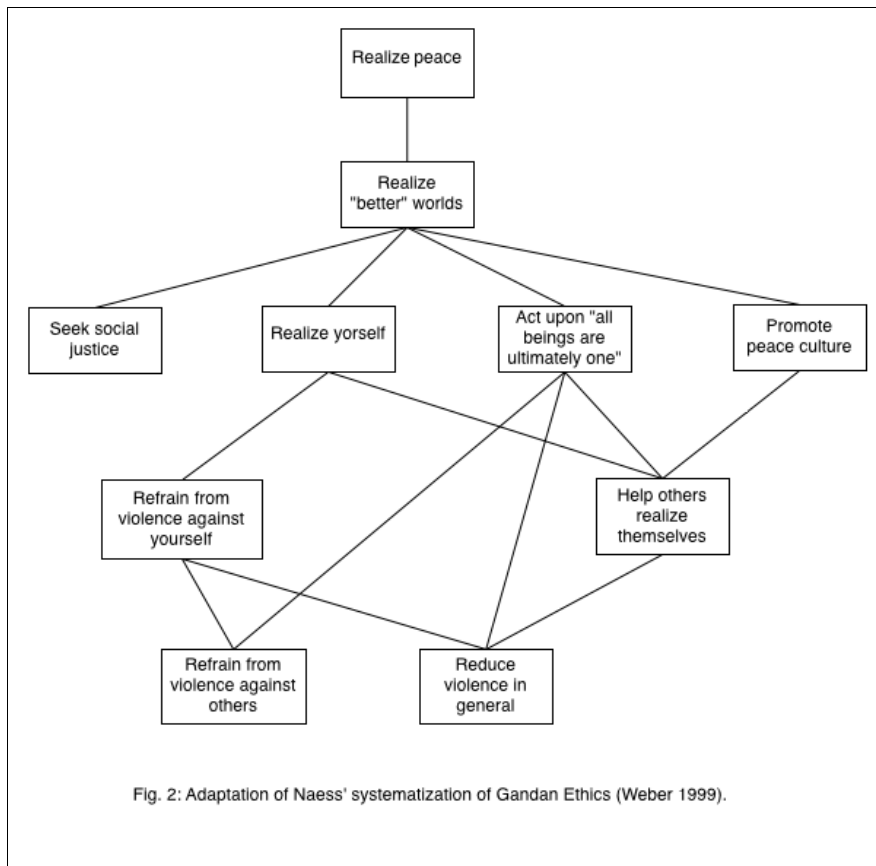 Realize peace
Realize
"better" worlds
Seek social
justice
Realize yorself
Act upon "all
beings are
ultimately one"
Promote
peace culture
Refrain from
violence against
yourself
Help others
realize
themselves
Refrain from
violence against
others
Reduce
violence in
general
Fig. 2: Adaptation of Naess' systematization of Gandan Ethics (Weber 1999).